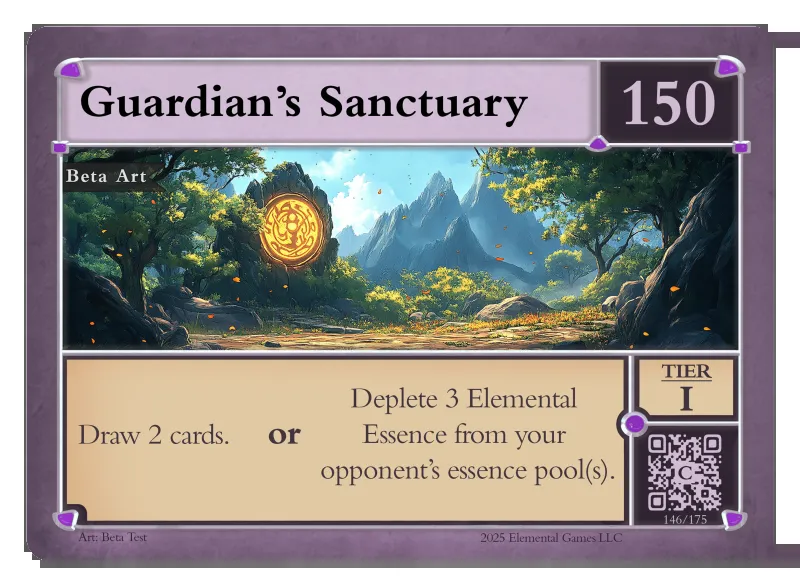 Guardian's Sanctuary
150
Beta Art
Draw 2 cards.
or
Deplete 3 Elemental
Essence from your
opponent's essence pool(s).
TIER
I
C
146/175
Art: Beta Test
2025 Elemental Games LLC